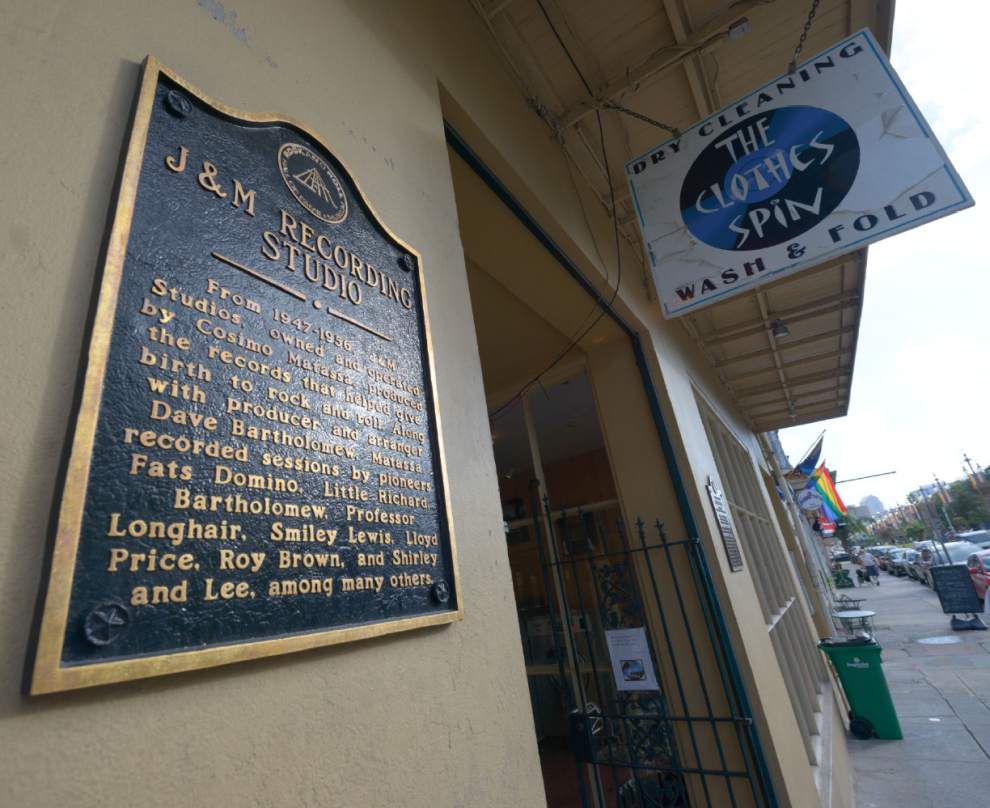 J & M RECORDING
STUDIO
From 1947-1956, J&M
Studios, owned and operated
by Cosimo Matassa, produced
the records that helped give
birth to rock and roll. Along
with producer and arranger
Dave Bartholomew, Matassa
recorded sessions by pioneers
Fats Domino, Little Richard,
Bartholomew, Professor
Longhair, Smiley Lewis, Lloyd
Price, Roy Brown, and Shirley
and Lee, among many others.
DRY CLEANING
THE
CLOTHES
SPIN
WASH & FOLD